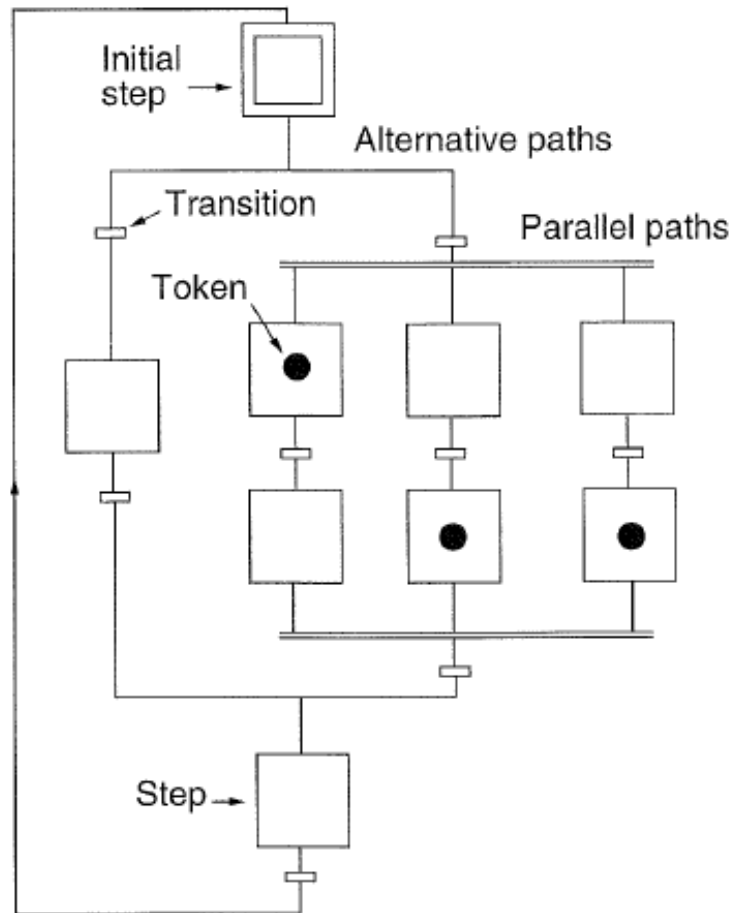 Initial
step
Alternative paths
Transition
Parallel paths
Token
Step